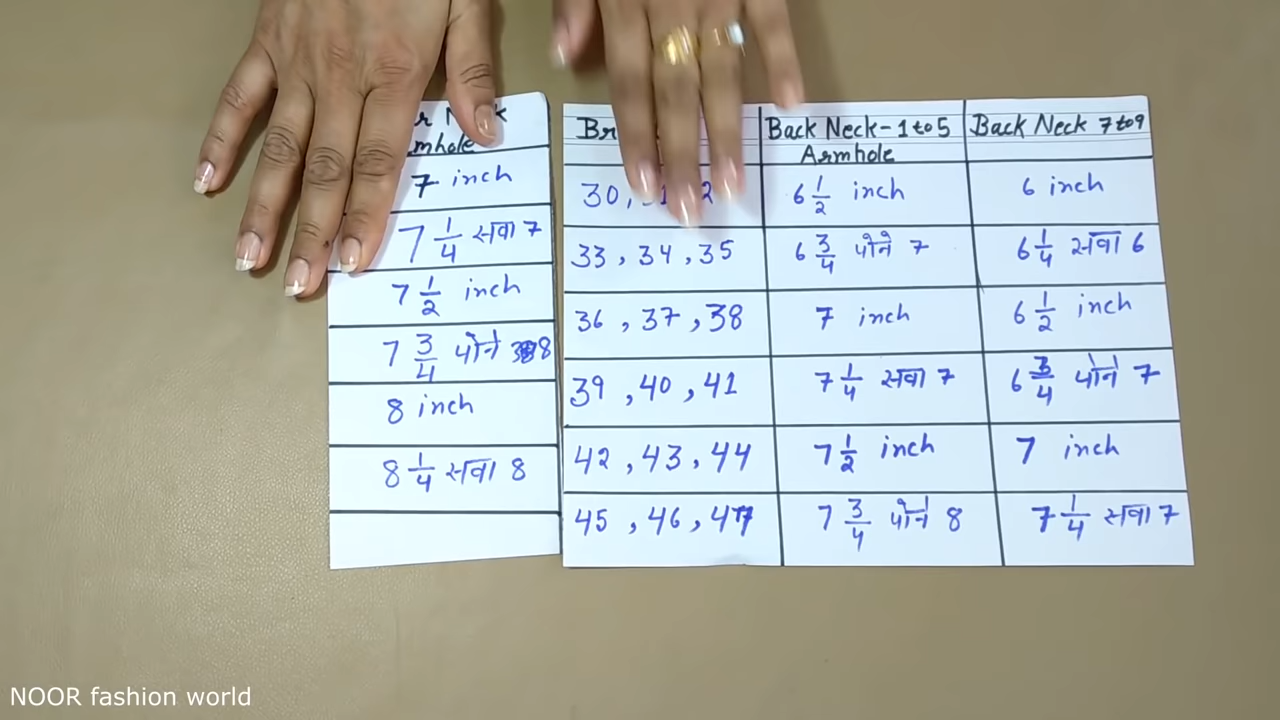 Neck
7 inch
7 1/4 सवा 7
7 1/2 inch
7 3/4 पौने 8
8 inch
8 1/4 सवा 8
Back Neck - 1 to 5 Armhole
Back Neck 7 to 9
30,
6 1/2 inch
6 inch
33, 34, 35
6 3/4 पौने 7
6 1/4 सवा 6
36, 37, 38
7 inch
6 1/2 inch
39, 40, 41
7 1/4 सवा 7
6 3/4 पौने 7
42, 43, 44
7 1/2 inch
7 inch
45, 46, 47
7 3/4 पौने 8
7 1/4 सवा 7
NOOR fashion world